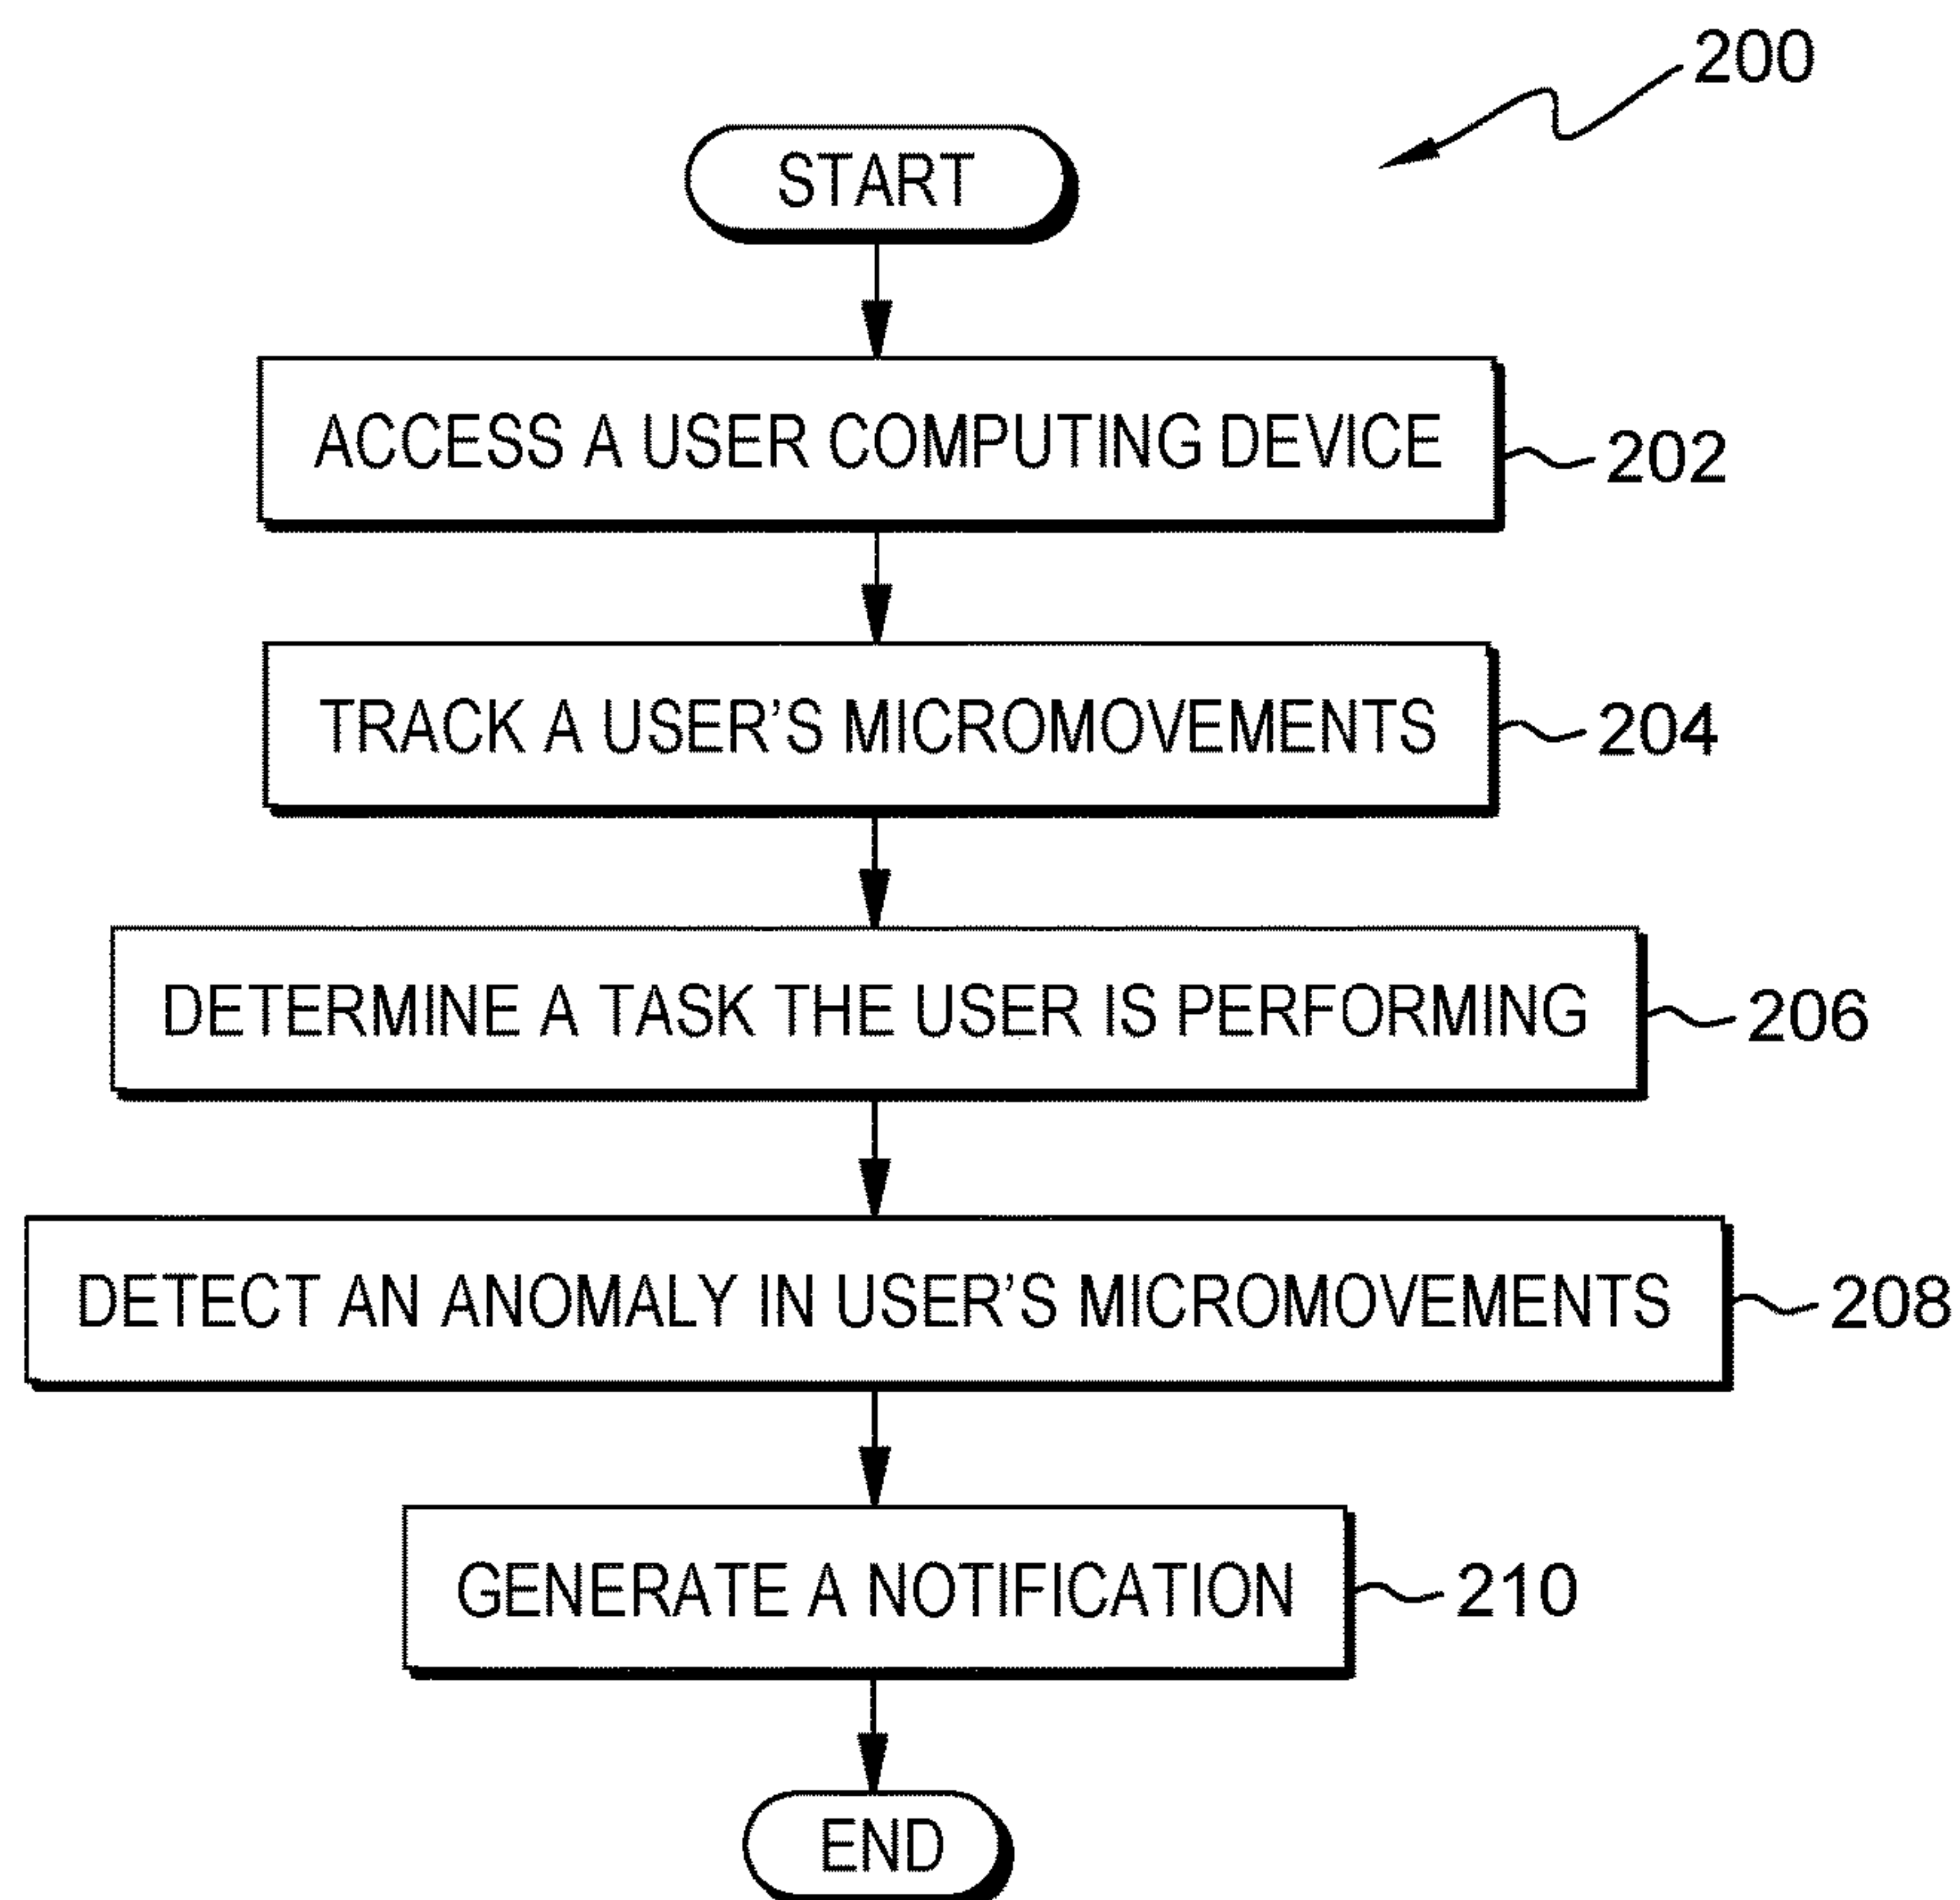 200
START
ACCESS A USER COMPUTING DEVICE
202
TRACK A USER’S MICROMOVEMENTS
204
DETERMINE A TASK THE USER IS PERFORMING
206
DETECT AN ANOMALY IN USER’S MICROMOVEMENTS
208
GENERATE A NOTIFICATION
210
END